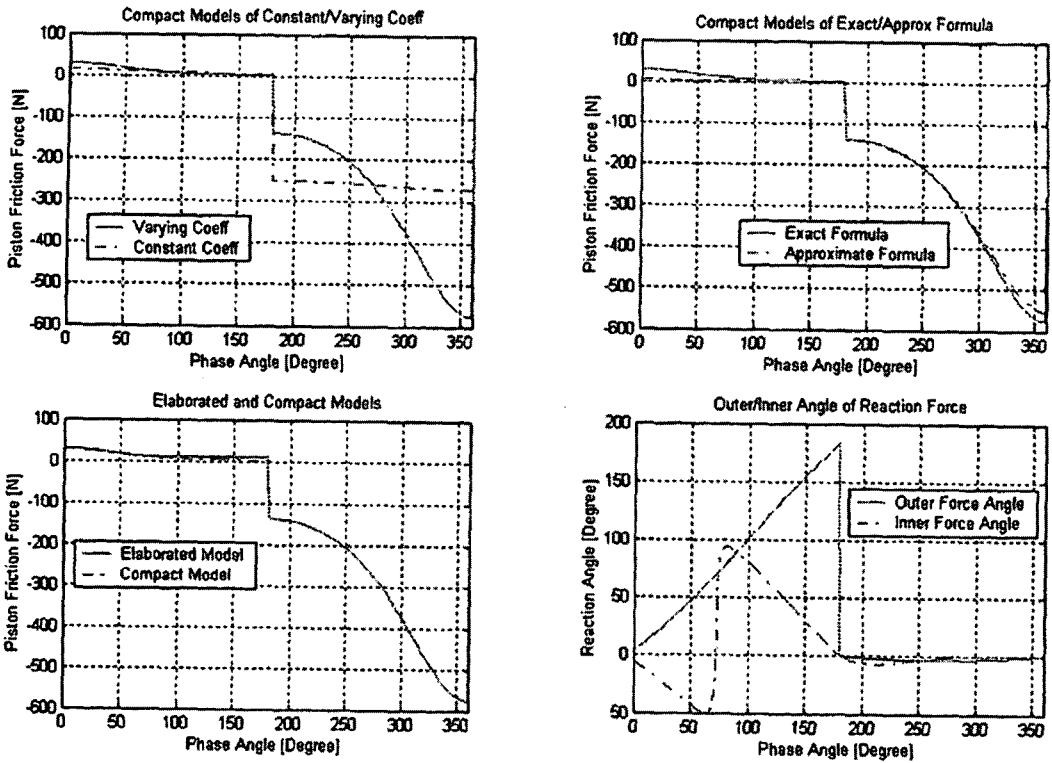 Compact Models of Constant/Varying Coeff
Piston Friction Force [N]
100
0
-100
-200
-300
-400
-500
-600
Varying Coeff
Constant Coeff
0 50 100 150 200 250 300 350
Phase Angle [Degree]
Compact Models of Exact/Approx Formula
Piston Friction Force [N]
100
0
-100
-200
-300
-400
-500
-600
Exact Formula
Approximate Formula
0 50 100 150 200 250 300 350
Phase Angle [Degree]
Elaborated and Compact Models
Piston Friction Force [N]
100
0
-100
-200
-300
-400
-500
-600
Elaborated Model
Compact Model
0 50 100 150 200 250 300 350
Phase Angle [Degree]
Outer/Inner Angle of Reaction Force
Reaction Angle [Degree]
200
150
100
50
0
50
Outer Force Angle
Inner Force Angle
0 50 100 150 200 250 300 350
Phase Angle [Degree]